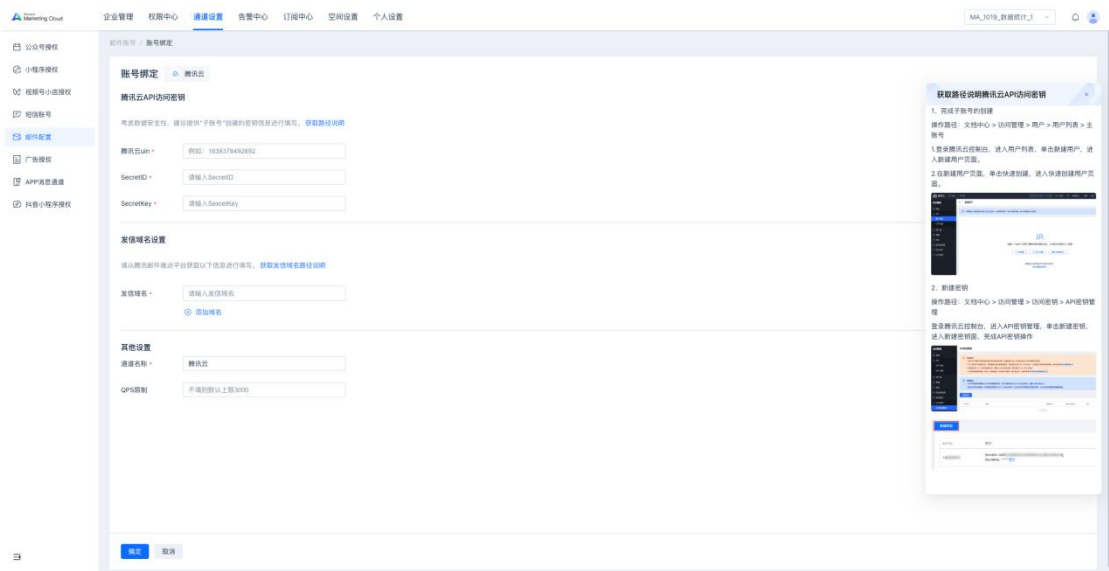 Tencent
Marketing Cloud
企业管理 权限中心 通道设置 告警中心 订阅中心 空间设置 个人设置
MA_1019_数据统计_1
公众号授权
小程序授权
视频号小店授权
短信账号
邮件配置
广告授权
APP消息通道
抖音小程序授权
邮件账号 / 账号绑定
账号绑定 腾讯云
腾讯云API访问密钥
考虑数据安全性，建议提供“子账号”创建的密钥信息进行填写。 获取路径说明
腾讯云uin * 例如：1839378492892
SecretID * 请输入SecretID
SecretKey * 请输入SecretKey
发信域名设置
请从腾讯邮件推送平台获取以下信息进行填写。 获取发信域名路径说明
发信域名 * 请输入发信域名
添加域名
其他设置
通道名称 * 腾讯云
QPS限制 不填则默认上限3000
确定 取消
获取路径说明腾讯云API访问密钥 ×
1、完成子账号的创建
操作路径：文档中心 > 访问管理 > 用户 > 用户列表 > 主
账号
1.登录腾讯云控制台，进入用户列表，单击新建用户，进
入新建用户页面。
2.在新建用户页面，单击快速创建，进入快速创建用户页
面。
2、新建密钥
操作路径：文档中心 > 访问管理 > 访问密钥 > API密钥管
理
登录腾讯云控制台，进入API密钥管理，单击新建密钥，
进入新建密钥面，完成API密钥操作
新建密钥